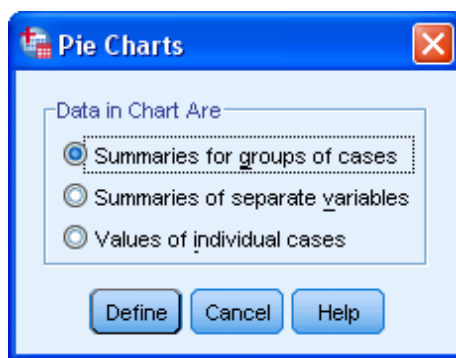 Pie Charts
Data in Chart Are
Summaries for groups of cases
Summaries of separate variables
Values of individual cases
Define Cancel Help